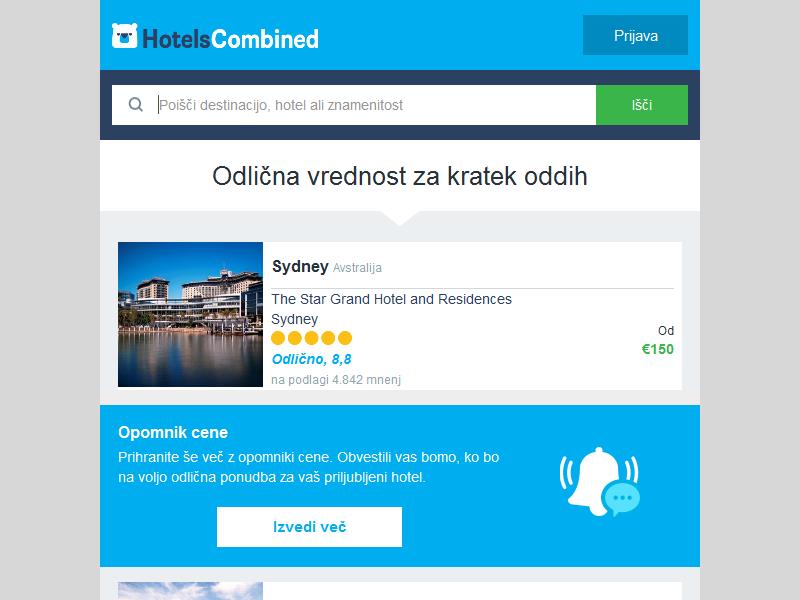 HotelsCombined
Prijava
Poišči destinacijo, hotel ali znamenitost
Išči
Odlična vrednost za kratek oddih
Sydney Avstralija
The Star Grand Hotel and Residences
Sydney
Odlično, 8,8
na podlagi 4.842 mnenj
Od
€150
Opomnik cene
Prihranite še več z opomniki cene. Obvestili vas bomo, ko bo
na voljo odlična ponudba za vaš priljubljeni hotel.
Izvedi več